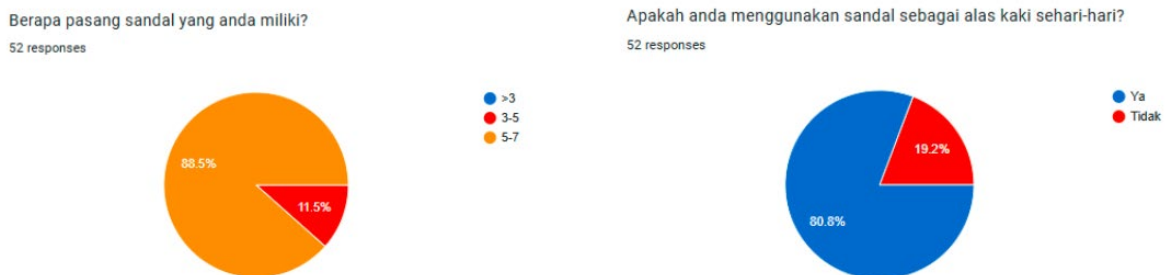 Berapa pasang sandal yang anda miliki?
52 responses
>3
3-5
5-7
88.5%
11.5%
Apakah anda menggunakan sandal sebagai alas kaki sehari-hari?
52 responses
Ya
Tidak
19.2%
80.8%